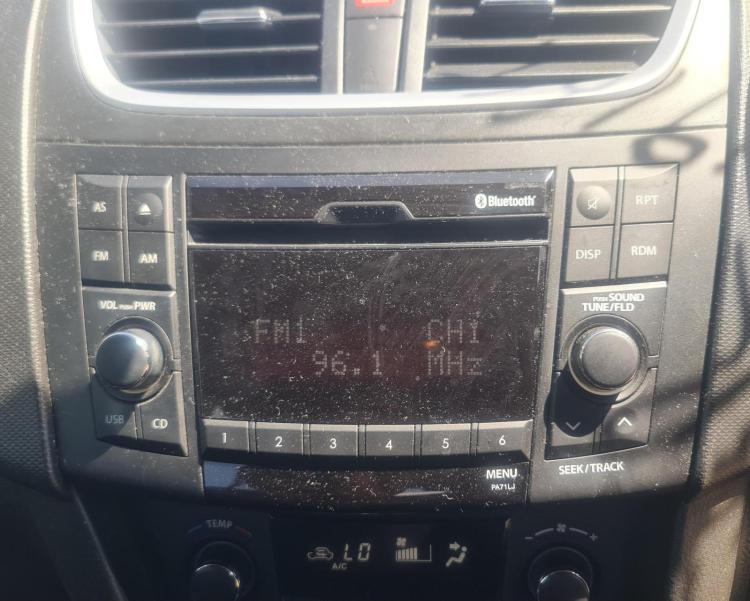 Bluetooth
AS
FM
AM
RPT
DISP
RDM
VOL PUSH PWR
PUSH SOUND
TUNE/FLD
FM1 CH1
96.1 MHz
USB
CD
1 2 3 4 5 6
MENU
PA71LJ
SEEK/TRACK
TEMP
LO
A/C
- +